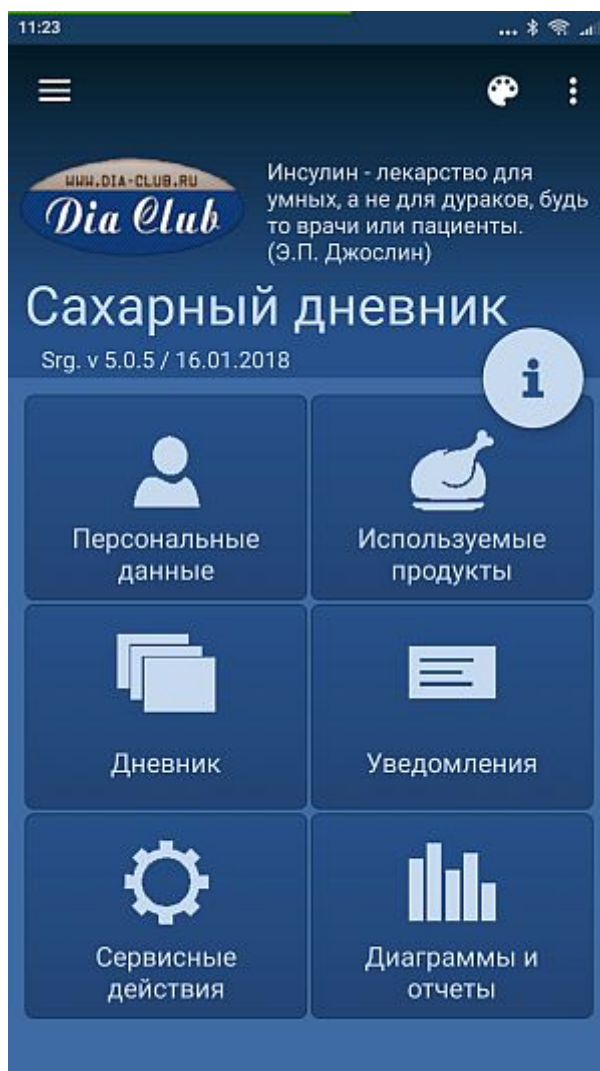 11:23
WWW.DIA-CLUB.RU
Dia Club
Инсулин - лекарство для
умных, а не для дураков, будь
то врачи или пациенты.
(Э.П. Джослин)
Сахарный дневник
Srg. v 5.0.5 / 16.01.2018
i
Персональные
данные
Используемые
продукты
Дневник
Уведомления
Сервисные
действия
Диаграммы и
отчеты